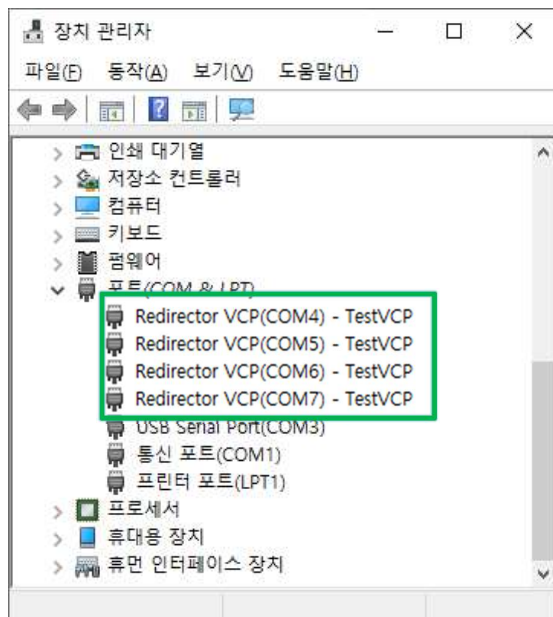 장치 관리자
파일(F) 동작(A) 보기(V) 도움말(H)
인쇄 대기열
저장소 컨트롤러
컴퓨터
키보드
펌웨어
포트(COM & LPT)
Redirector VCP(COM4) - TestVCP
Redirector VCP(COM5) - TestVCP
Redirector VCP(COM6) - TestVCP
Redirector VCP(COM7) - TestVCP
USB Serial Port(COM3)
통신 포트(COM1)
프린터 포트(LPT1)
프로세서
휴대용 장치
휴먼 인터페이스 장치